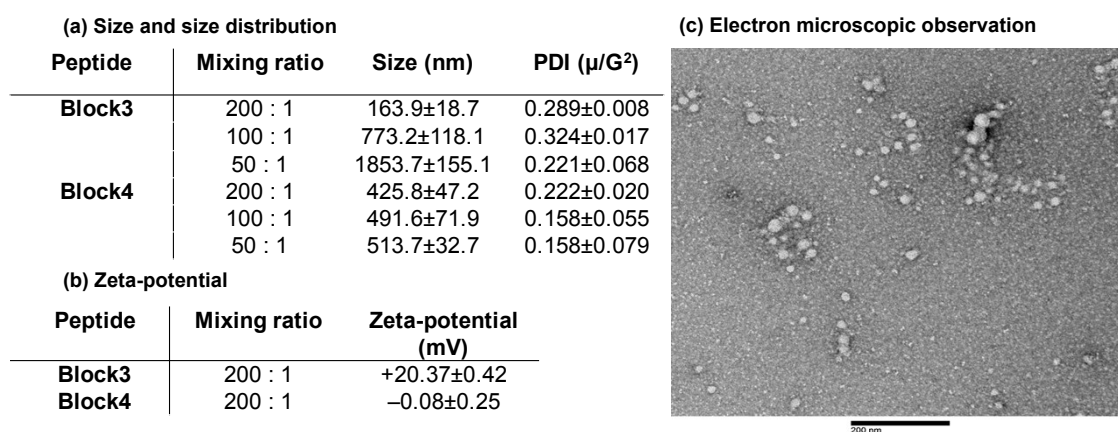 (a) Size and size distribution
Peptide Mixing ratio Size (nm) PDI (μ/G²)
Block3 200 : 1 163.9±18.7 0.289±0.008
100 : 1 773.2±118.1 0.324±0.017
50 : 1 1853.7±155.1 0.221±0.068
Block4 200 : 1 425.8±47.2 0.222±0.020
100 : 1 491.6±71.9 0.158±0.055
50 : 1 513.7±32.7 0.158±0.079
(b) Zeta-potential
Peptide Mixing ratio Zeta-potential
(mV)
Block3 200 : 1 +20.37±0.42
Block4 200 : 1 –0.08±0.25
(c) Electron microscopic observation
200 nm